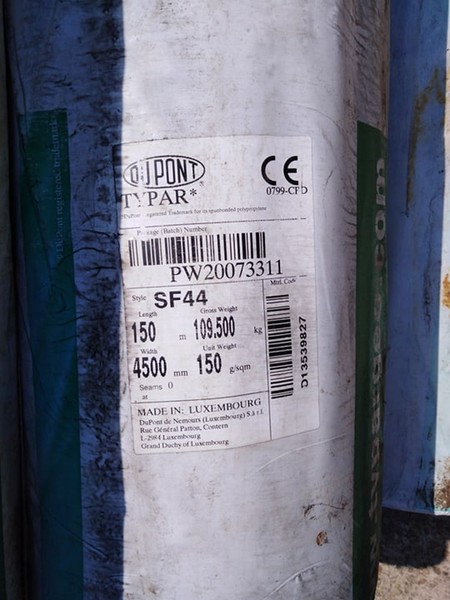 DUPONT
TYPAR*
CE
0799-CPD
Package (Batch) Number
PW20073311
Style SF44
Mtrl. Code
Length Gross Weight
150 m 109.500 kg
Width Unit Weight
4500 mm 150 g/sqm
Seams 0
at
D13539827
MADE IN: LUXEMBOURG
DuPont de Nemours (Luxembourg) S.à r.l.
Rue Général Patton, Contern
L-2984 Luxembourg
Grand Duchy of Luxembourg